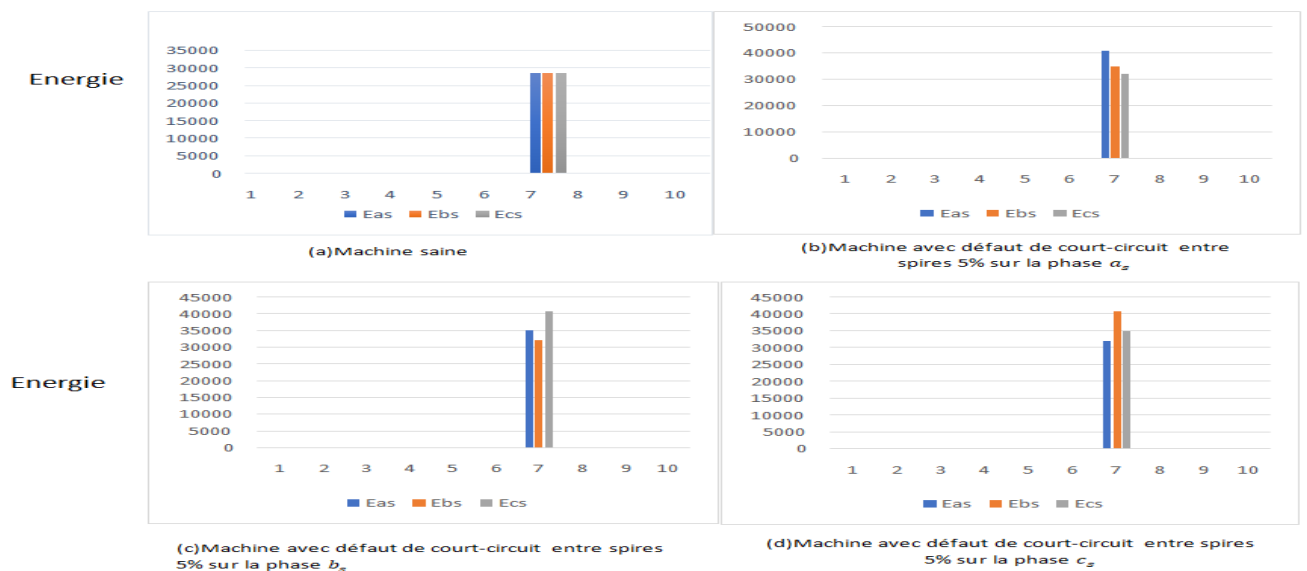 Energie
35000
30000
25000
20000
15000
10000
5000
0
1 2 3 4 5 6 7 8 9 10
Eas Ebs Ecs
(a)Machine saine
50000
40000
30000
20000
10000
0
1 2 3 4 5 6 7 8 9 10
Eas Ebs Ecs
(b)Machine avec défaut de court-circuit entre
spires 5% sur la phase aₛ
Energie
45000
40000
35000
30000
25000
20000
15000
10000
5000
0
1 2 3 4 5 6 7 8 9 10
Eas Ebs Ecs
(c)Machine avec défaut de court-circuit entre spires
5% sur la phase bₛ
45000
40000
35000
30000
25000
20000
15000
10000
5000
0
1 2 3 4 5 6 7 8 9 10
Eas Ebs Ecs
(d)Machine avec défaut de court-circuit entre spires
5% sur la phase cₛ